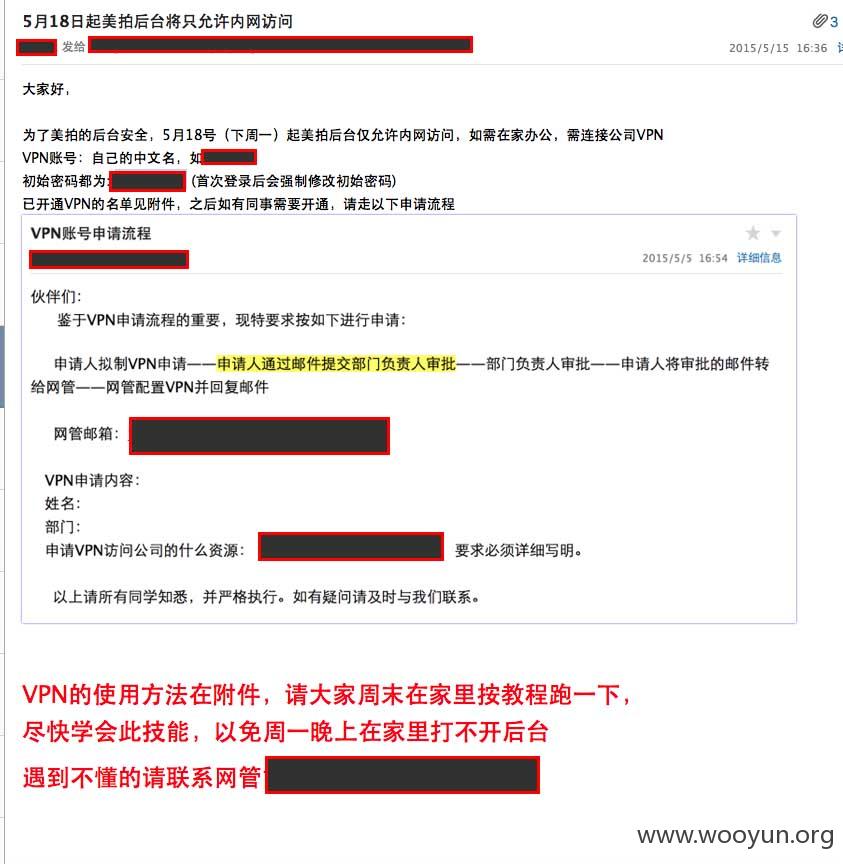 5月18日起美拍后台将只允许内网访问
3
发给
2015/5/15 16:36
大家好，
为了美拍的后台安全，5月18号（下周一）起美拍后台仅允许内网访问，如需在家办公，需连接公司VPN
VPN账号：自己的中文名，如
初始密码都为: (首次登录后会强制修改初始密码)
已开通VPN的名单见附件，之后如有同事需要开通，请走以下申请流程
VPN账号申请流程
2015/5/5 16:54 详细信息
伙伴们：
鉴于VPN申请流程的重要，现特要求按如下进行申请：
申请人拟制VPN申请——申请人通过邮件提交部门负责人审批——部门负责人审批——申请人将审批的邮件转
给网管——网管配置VPN并回复邮件
网管邮箱：
VPN申请内容：
姓名：
部门：
申请VPN访问公司的什么资源： 要求必须详细写明。
以上请所有同学知悉，并严格执行。如有疑问请及时与我们联系。
VPN的使用方法在附件，请大家周末在家里按教程跑一下，
尽快学会此技能，以免周一晚上在家里打不开后台
遇到不懂的请联系网管
www.wooyun.org